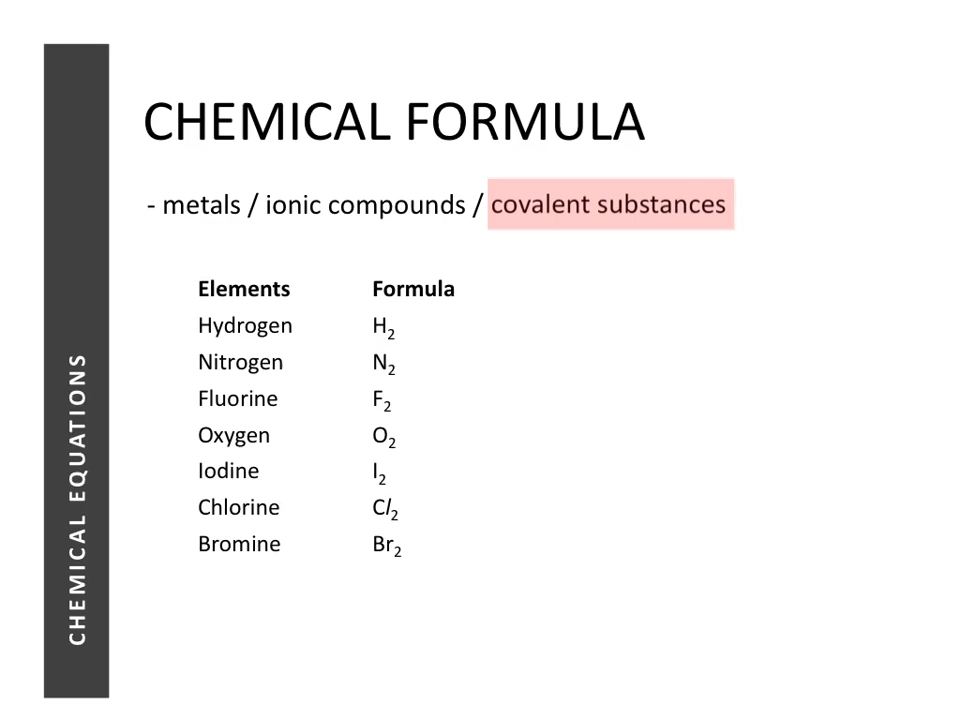 CHEMICAL EQUATIONS
CHEMICAL FORMULA
- metals / ionic compounds / covalent substances
Elements Formula
Hydrogen H₂
Nitrogen N₂
Fluorine F₂
Oxygen O₂
Iodine I₂
Chlorine Cl₂
Bromine Br₂